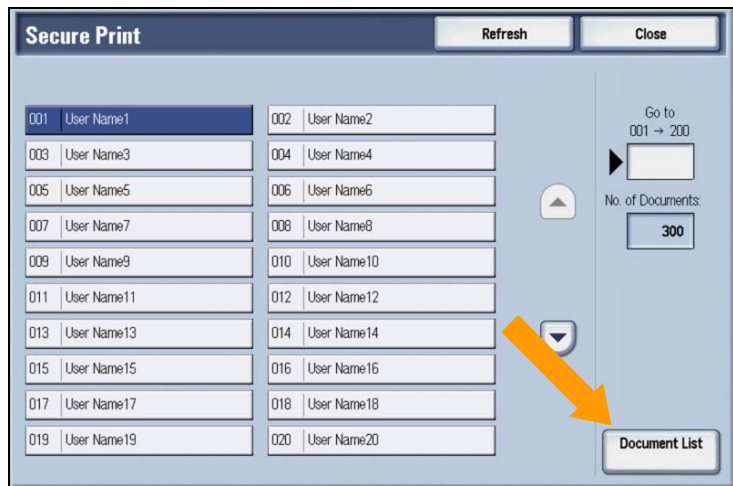 Secure Print
Refresh
Close
001 User Name1
002 User Name2
003 User Name3
004 User Name4
005 User Name5
006 User Name6
007 User Name7
008 User Name8
009 User Name9
010 User Name10
011 User Name11
012 User Name12
013 User Name13
014 User Name14
015 User Name15
016 User Name16
017 User Name17
018 User Name18
019 User Name19
020 User Name20
Go to
001 → 200
No. of Documents:
300
Document List